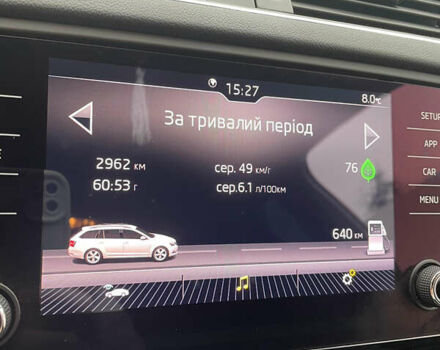 15:27
8.0°C
За тривалий період
2962 км
сер. 49 км/г
76
60:53 г
сер.6.1 л/100км
640 км
SETUP
APP
CAR
MENU